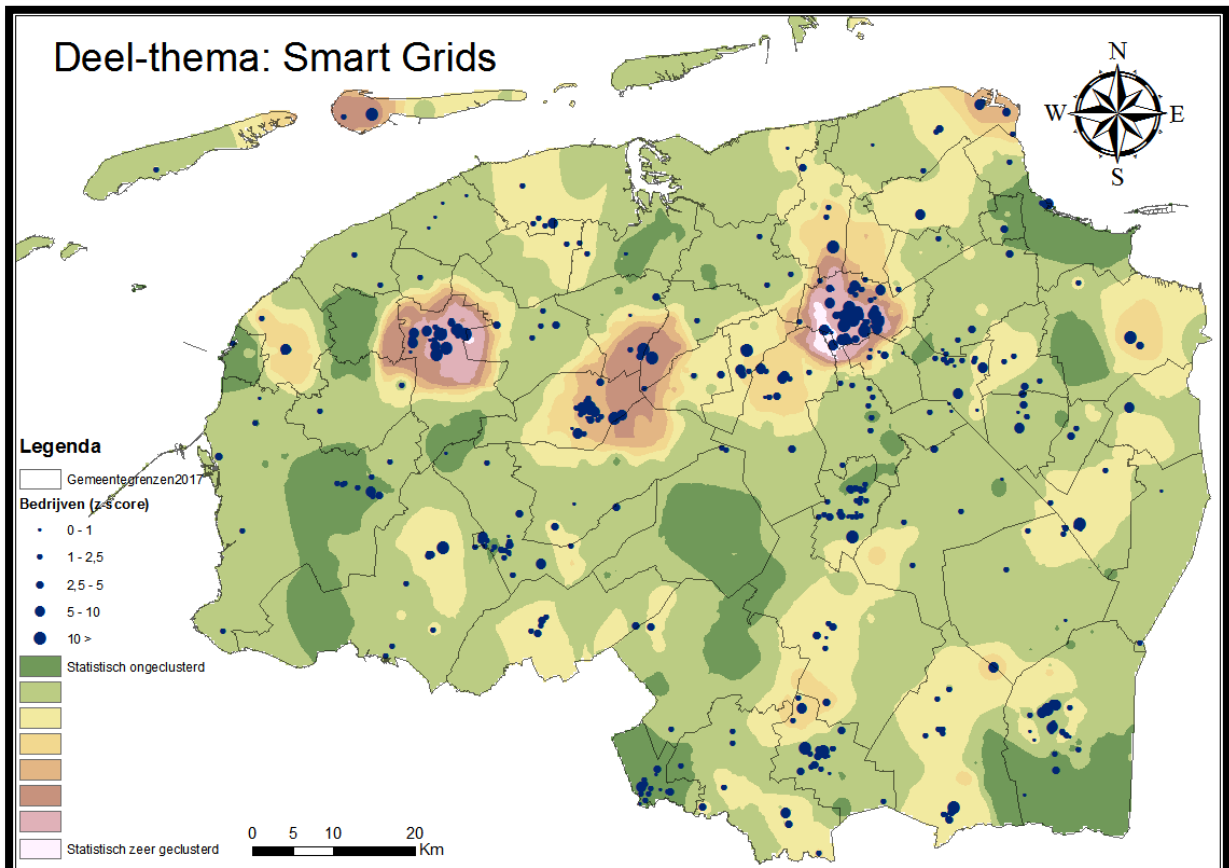 Deel-thema: Smart Grids
N
W E
S
Legenda
Gemeentegrenzen2017
Bedrijven (z-score)
0 - 1
1 - 2,5
2,5 - 5
5 - 10
10 >
Statistisch ongeclusterd
Statistisch zeer geclusterd
0 5 10 20
Km